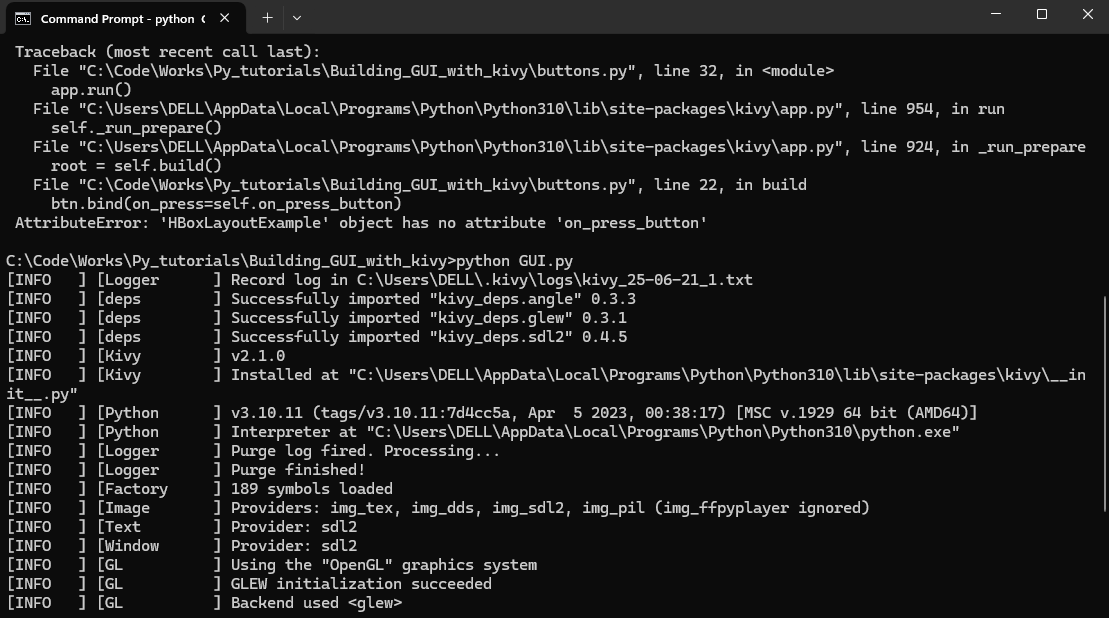 Command Prompt - python
Traceback (most recent call last):
File "C:\Code\Works\Py_tutorials\Building_GUI_with_kivy\buttons.py", line 32, in <module>
app.run()
File "C:\Users\DELL\AppData\Local\Programs\Python\Python310\lib\site-packages\kivy\app.py", line 954, in run
self._run_prepare()
File "C:\Users\DELL\AppData\Local\Programs\Python\Python310\lib\site-packages\kivy\app.py", line 924, in _run_prepare
root = self.build()
File "C:\Code\Works\Py_tutorials\Building_GUI_with_kivy\buttons.py", line 22, in build
btn.bind(on_press=self.on_press_button)
AttributeError: 'HBoxLayoutExample' object has no attribute 'on_press_button'
C:\Code\Works\Py_tutorials\Building_GUI_with_kivy>python GUI.py
[INFO   ] [Logger      ] Record log in C:\Users\DELL\.kivy\logs\kivy_25-06-21_1.txt
[INFO   ] [deps        ] Successfully imported "kivy_deps.angle" 0.3.3
[INFO   ] [deps        ] Successfully imported "kivy_deps.glew" 0.3.1
[INFO   ] [deps        ] Successfully imported "kivy_deps.sdl2" 0.4.5
[INFO   ] [Kivy        ] v2.1.0
[INFO   ] [Kivy        ] Installed at "C:\Users\DELL\AppData\Local\Programs\Python\Python310\lib\site-packages\kivy\__in
it__.py"
[INFO   ] [Python      ] v3.10.11 (tags/v3.10.11:7d4cc5a, Apr  5 2023, 00:38:17) [MSC v.1929 64 bit (AMD64)]
[INFO   ] [Python      ] Interpreter at "C:\Users\DELL\AppData\Local\Programs\Python\Python310\python.exe"
[INFO   ] [Logger      ] Purge log fired. Processing...
[INFO   ] [Logger      ] Purge finished!
[INFO   ] [Factory     ] 189 symbols loaded
[INFO   ] [Image       ] Providers: img_tex, img_dds, img_sdl2, img_pil (img_ffpyplayer ignored)
[INFO   ] [Text        ] Provider: sdl2
[INFO   ] [Window      ] Provider: sdl2
[INFO   ] [GL          ] Using the "OpenGL" graphics system
[INFO   ] [GL          ] GLEW initialization succeeded
[INFO   ] [GL          ] Backend used <glew>